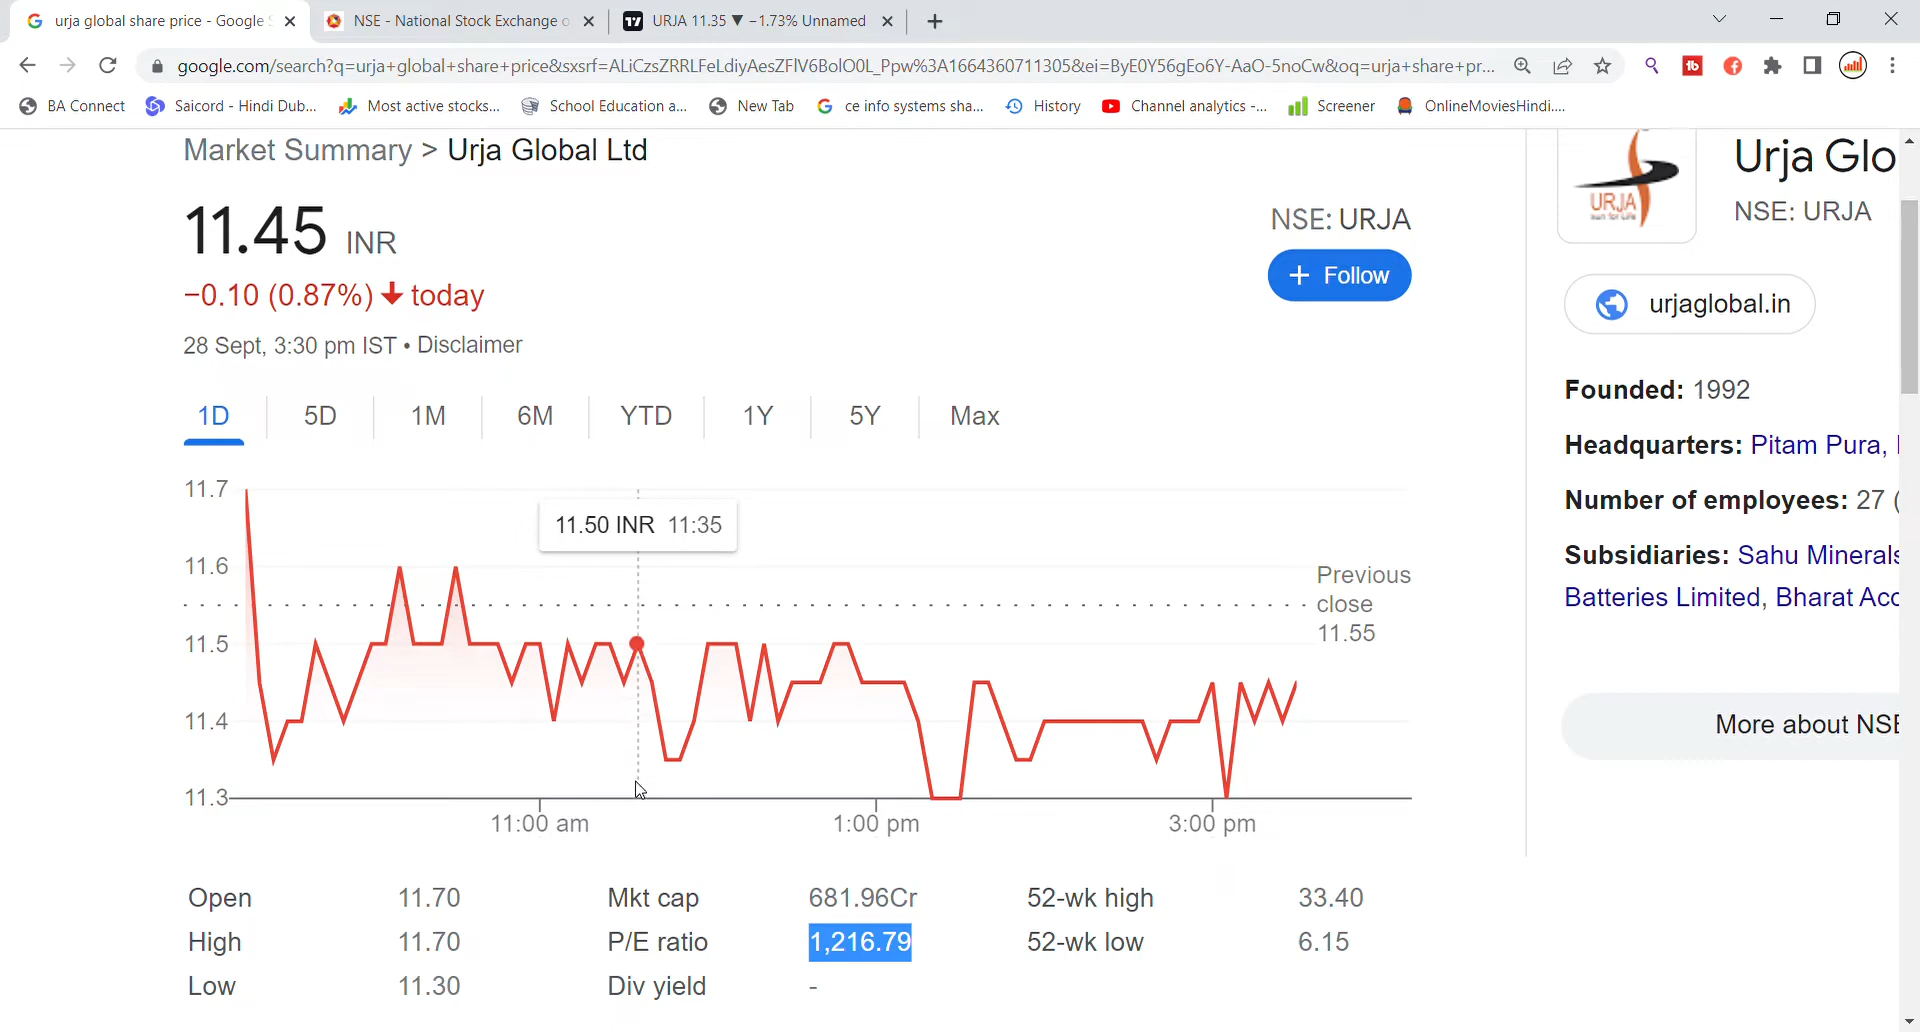 urja global share price - Google S
NSE - National Stock Exchange o
URJA 11.35 ▼ −1.73% Unnamed
google.com/search?q=urja+global+share+price&sxsrf=ALiCzsZRRLFeLdiyAesZFlV6BolO0L_Ppw%3A1664360711305&ei=ByE0Y56gEo6Y-AaO-5noCw&oq=urja+share+pr...
BA Connect
Saicord - Hindi Dub...
Most active stocks...
School Education a...
New Tab
ce info systems sha...
History
Channel analytics -...
Screener
OnlineMoviesHindi....
Market Summary > Urja Global Ltd
11.45 INR
−0.10 (0.87%) today
28 Sept, 3:30 pm IST • Disclaimer
NSE: URJA
+ Follow
1D 5D 1M 6M YTD 1Y 5Y Max
11.7
11.6
11.5
11.4
11.3
11.50 INR 11:35
Previous
close
11.55
11:00 am 1:00 pm 3:00 pm
Open 11.70 Mkt cap 681.96Cr 52-wk high 33.40
High 11.70 P/E ratio 1,216.79 52-wk low 6.15
Low 11.30 Div yield -
URJA
sun for Life
Urja Glo
NSE: URJA
urjaglobal.in
Founded: 1992
Headquarters: Pitam Pura,
Number of employees: 27 (
Subsidiaries: Sahu Minerals
Batteries Limited, Bharat Acc
More about NSE